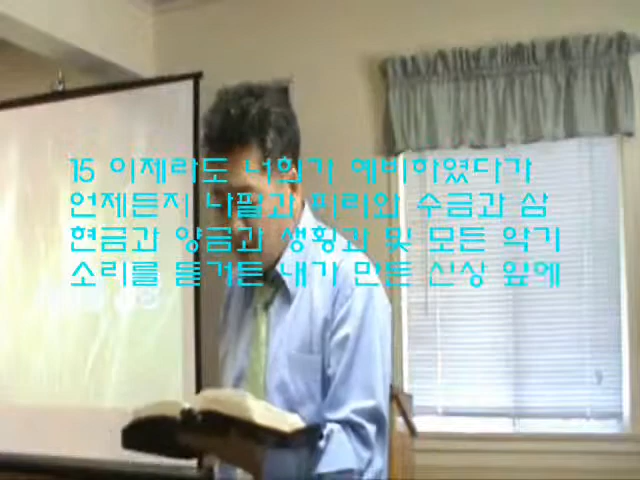 15 이제라도 너희가 예비하였다가
언제든지 나팔과 피리와 수금과 삼
현금과 양금과 생황과 및 모든 악기
소리를 듣거든 내가 만든 신상 앞에